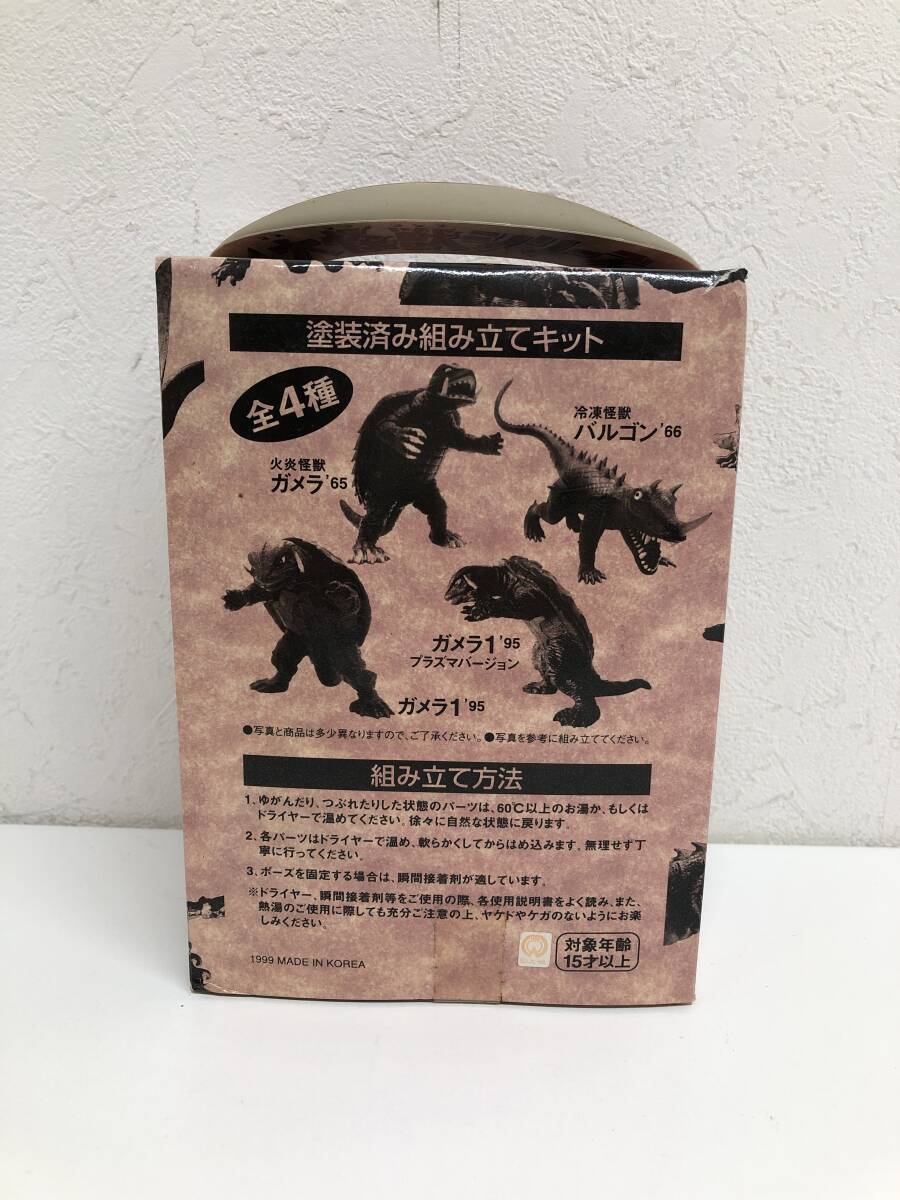 塗装済み組み立てキット
全4種
冷凍怪獣
バルゴン'66
火炎怪獣
ガメラ'65
ガメラ1'95
プラズマバージョン
ガメラ1'95
●写真と商品は多少異なりますので、ご了承ください。●写真を参考に組み立ててください。
組み立て方法
1、ゆがんだり、つぶれたりした状態のパーツは、60℃以上のお湯か、もしくは
ドライヤーで温めてください。徐々に自然な状態に戻ります。
2、各パーツはドライヤーで温め、軟らかくしてからはめ込みます。無理せず丁
寧に行ってください。
3、ポーズを固定する場合は、瞬間接着剤が適しています。
※ドライヤー、瞬間接着剤等をご使用の際、各使用説明書をよく読み、また、
熱湯のご使用に際しても充分ご注意の上、ヤケドやケガのないようにお楽
しみください。
1999 MADE IN KOREA
対象年齢
15才以上